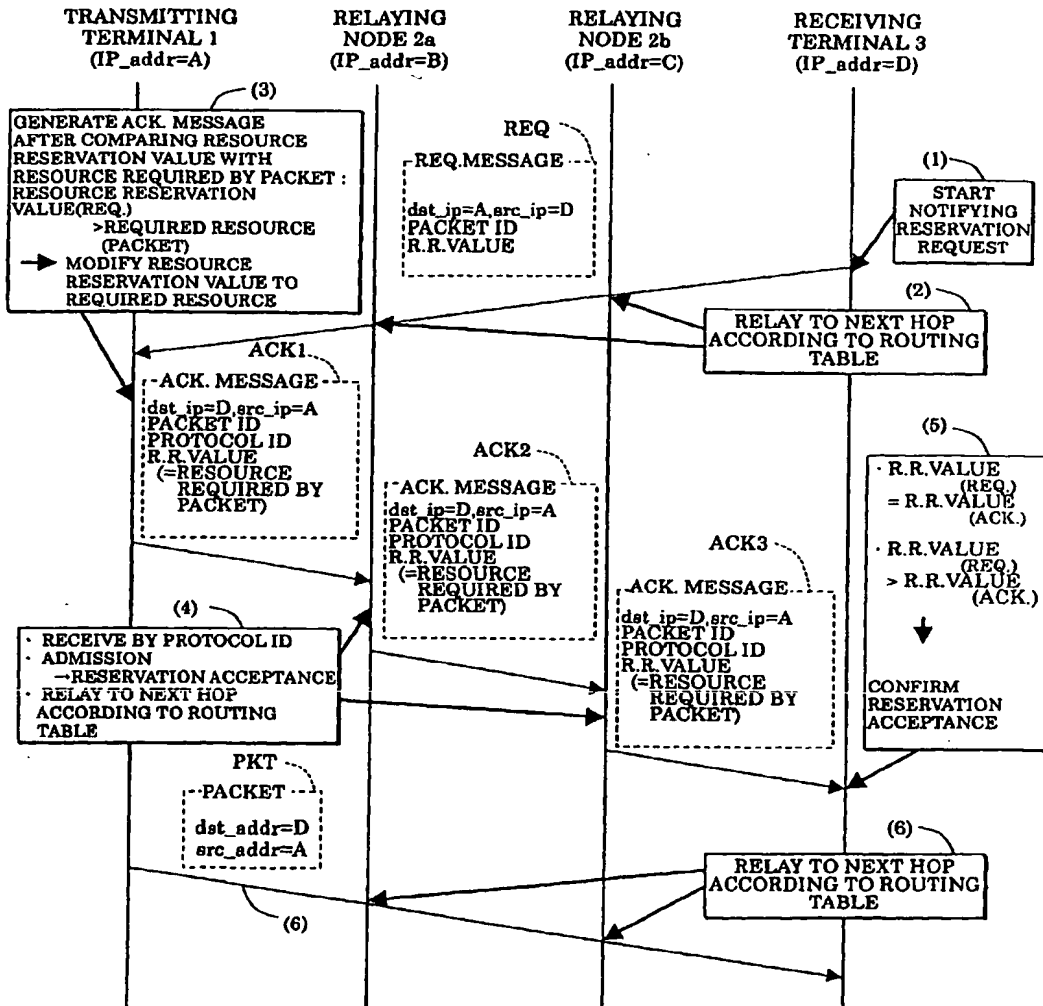 TRANSMITTING
TERMINAL 1
(IP_addr=A)
RELAYING
NODE 2a
(IP_addr=B)
RELAYING
NODE 2b
(IP_addr=C)
RECEIVING
TERMINAL 3
(IP_addr=D)
(3)
GENERATE ACK. MESSAGE
AFTER COMPARING RESOURCE
RESERVATION VALUE WITH
RESOURCE REQUIRED BY PACKET :
RESOURCE RESERVATION
VALUE(REQ.)
>REQUIRED RESOURCE
(PACKET)
→ MODIFY RESOURCE
RESERVATION VALUE TO
REQUIRED RESOURCE
REQ
REQ.MESSAGE
dst_ip=A,src_ip=D
PACKET ID
R.R.VALUE
(1)
START
NOTIFYING
RESERVATION
REQUEST
(2)
RELAY TO NEXT HOP
ACCORDING TO ROUTING
TABLE
ACK1
ACK. MESSAGE
dst_ip=D,src_ip=A
PACKET ID
PROTOCOL ID
R.R.VALUE
(=RESOURCE
REQUIRED BY
PACKET)
ACK2
ACK. MESSAGE
dst_ip=D,src_ip=A
PACKET ID
PROTOCOL ID
R.R.VALUE
(=RESOURCE
REQUIRED BY
PACKET)
ACK3
ACK. MESSAGE
dst_ip=D,src_ip=A
PACKET ID
PROTOCOL ID
R.R.VALUE
(=RESOURCE
REQUIRED BY
PACKET)
(5)
· R.R.VALUE
(REQ.)
= R.R.VALUE
(ACK.)
· R.R.VALUE
(REQ.)
> R.R.VALUE
(ACK.)
CONFIRM
RESERVATION
ACCEPTANCE
(4)
· RECEIVE BY PROTOCOL ID
· ADMISSION
→RESERVATION ACCEPTANCE
· RELAY TO NEXT HOP
ACCORDING TO ROUTING
TABLE
PKT
PACKET
dst_addr=D
src_addr=A
(6)
(6)
RELAY TO NEXT HOP
ACCORDING TO ROUTING
TABLE